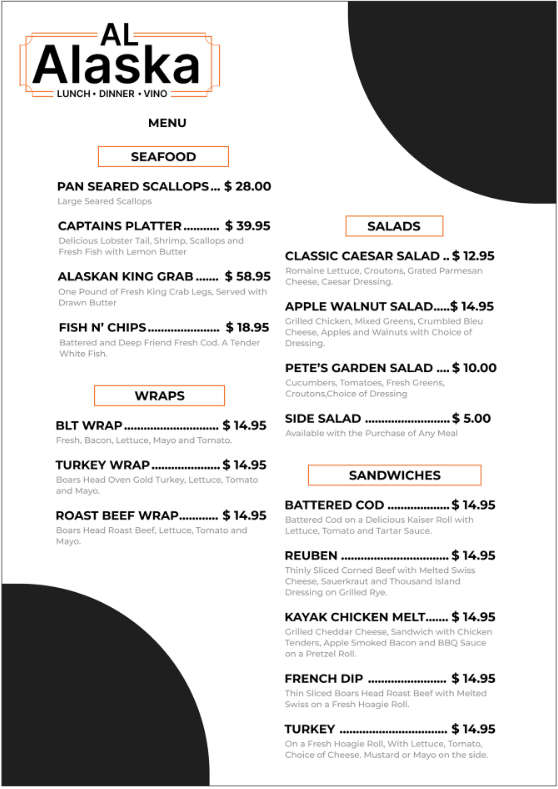 AL
Alaska
LUNCH • DINNER • VINO
MENU
SEAFOOD
PAN SEARED SCALLOPS... $ 28.00
Large Seared Scallops
CAPTAINS PLATTER........... $ 39.95
Delicious Lobster Tail, Shrimp, Scallops and
Fresh Fish with Lemon Butter
ALASKAN KING GRAB ....... $ 58.95
One Pound of Fresh King Crab Legs, Served with
Drawn Butter
FISH N’ CHIPS...................... $ 18.95
Battered and Deep Friend Fresh Cod. A Tender
White Fish.
WRAPS
BLT WRAP............................. $ 14.95
Fresh, Bacon, Lettuce, Mayo and Tomato.
TURKEY WRAP..................... $ 14.95
Boars Head Oven Gold Turkey, Lettuce, Tomato
and Mayo.
ROAST BEEF WRAP............ $ 14.95
Boars Head Roast Beef, Lettuce, Tomato and
Mayo.
SALADS
CLASSIC CAESAR SALAD .. $ 12.95
Romaine Lettuce, Croutons, Grated Parmesan
Cheese, Caesar Dressing.
APPLE WALNUT SALAD.....$ 14.95
Grilled Chicken, Mixed Greens, Crumbled Bleu
Cheese, Apples and Walnuts with Choice of
Dressing.
PETE’S GARDEN SALAD .... $ 10.00
Cucumbers, Tomatoes, Fresh Greens,
Croutons,Choice of Dressing
SIDE SALAD .......................... $ 5.00
Available with the Purchase of Any Meal
SANDWICHES
BATTERED COD ................... $ 14.95
Battered Cod on a Delicious Kaiser Roll with
Lettuce, Tomato and Tartar Sauce.
REUBEN ................................. $ 14.95
Thinly Sliced Corned Beef with Melted Swiss
Cheese, Sauerkraut and Thousand Island
Dressing on Grilled Rye.
KAYAK CHICKEN MELT....... $ 14.95
Grilled Cheddar Cheese, Sandwich with Chicken
Tenders, Apple Smoked Bacon and BBQ Sauce
on a Pretzel Roll.
FRENCH DIP ........................ $ 14.95
Thin Sliced Boars Head Roast Beef with Melted
Swiss on a Fresh Hoagie Roll.
TURKEY ................................. $ 14.95
On a Fresh Hoagie Roll, With Lettuce, Tomato,
Choice of Cheese. Mustard or Mayo on the side.